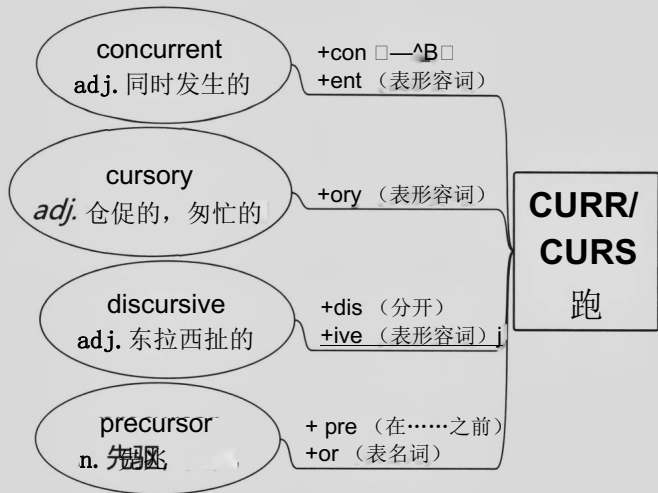 concurrent
adj. 同时发生的
+con
+ent （表形容词）
cursory
adj. 仓促的，匆忙的
+ory （表形容词）
discursive
adj. 东拉西扯的
+dis （分开）
+ive （表形容词）j
precursor
n. 先驱，
+ pre （在……之前）
+or （表名词）
CURR/
CURS
跑